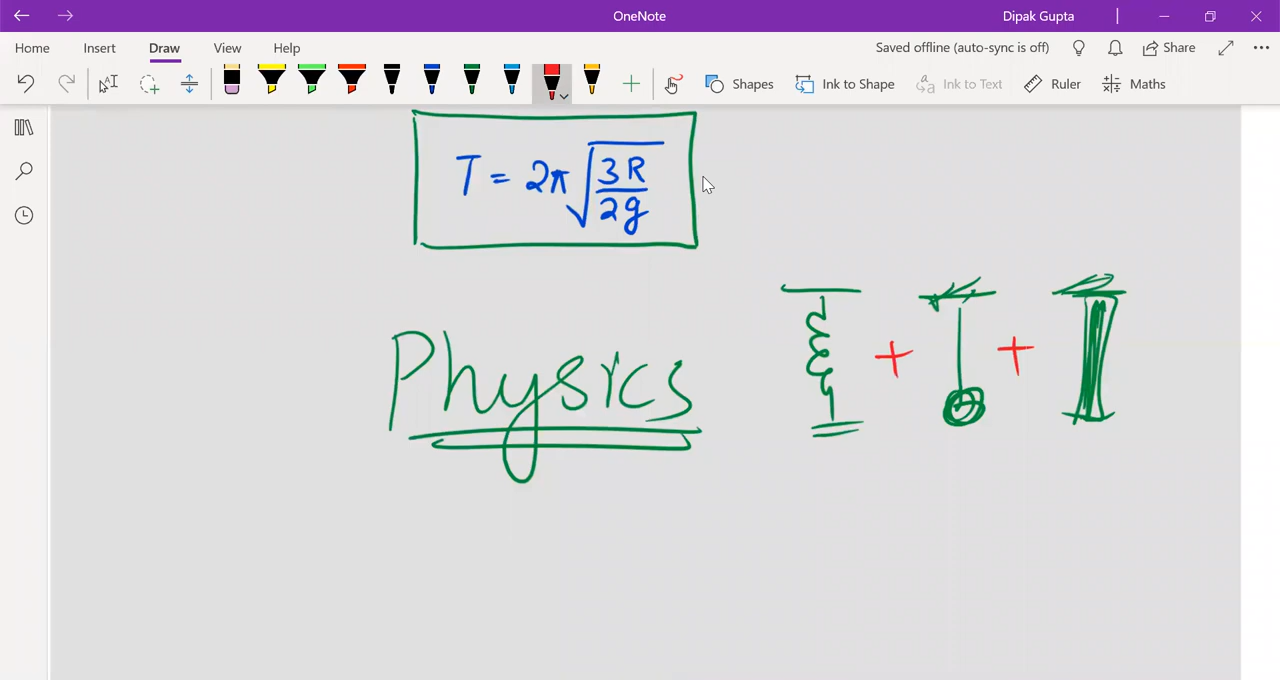 OneNote
Dipak Gupta
Home Insert Draw View Help
Saved offline (auto-sync is off)
Share
Shapes
Ink to Shape
Ink to Text
Ruler
Maths
T = 2π √(3R/2g)
Physics
+ +